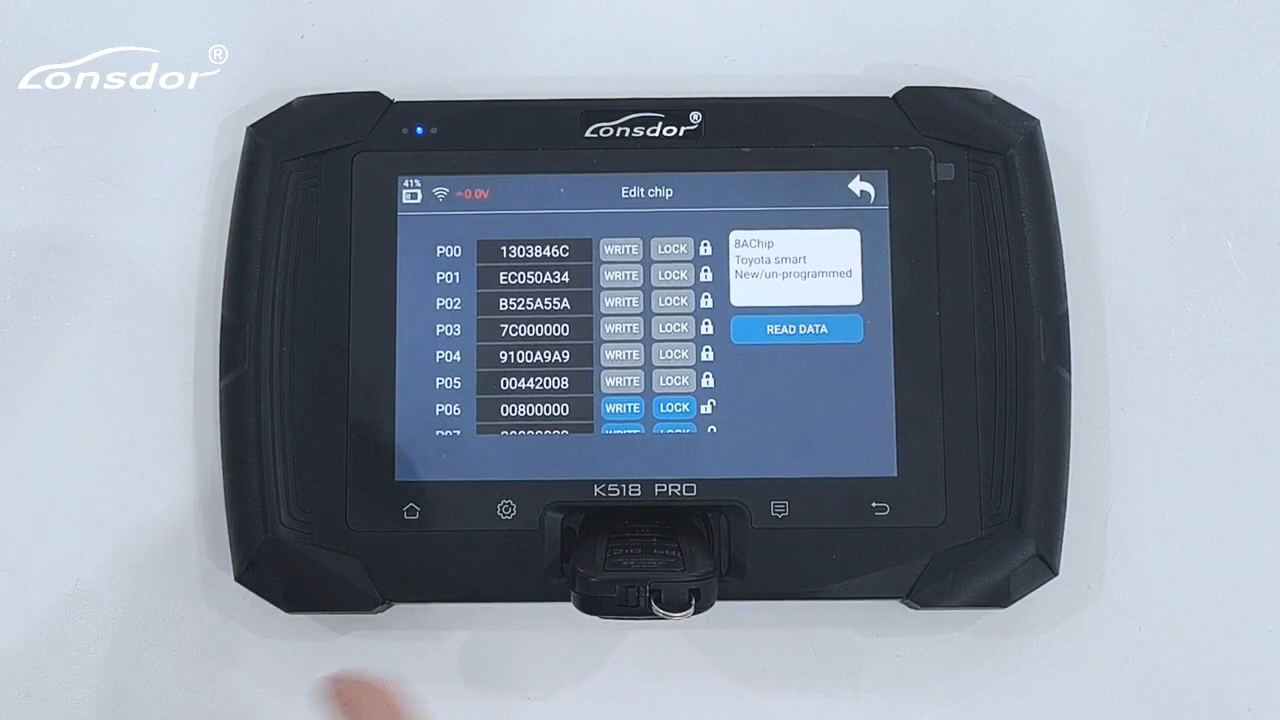 Lonsdor®
Lonsdor®
41% 0.0V Edit chip
P00 1303846C WRITE LOCK
P01 EC050A34 WRITE LOCK
P02 B525A55A WRITE LOCK
P03 7C000000 WRITE LOCK
P04 9100A9A9 WRITE LOCK
P05 00442008 WRITE LOCK
P06 00800000 WRITE LOCK
8AChip
Toyota smart
New/un-programmed
READ DATA
K518 PRO